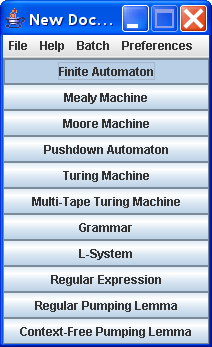 New Doc...
File Help Batch Preferences
Finite Automaton
Mealy Machine
Moore Machine
Pushdown Automaton
Turing Machine
Multi-Tape Turing Machine
Grammar
L-System
Regular Expression
Regular Pumping Lemma
Context-Free Pumping Lemma